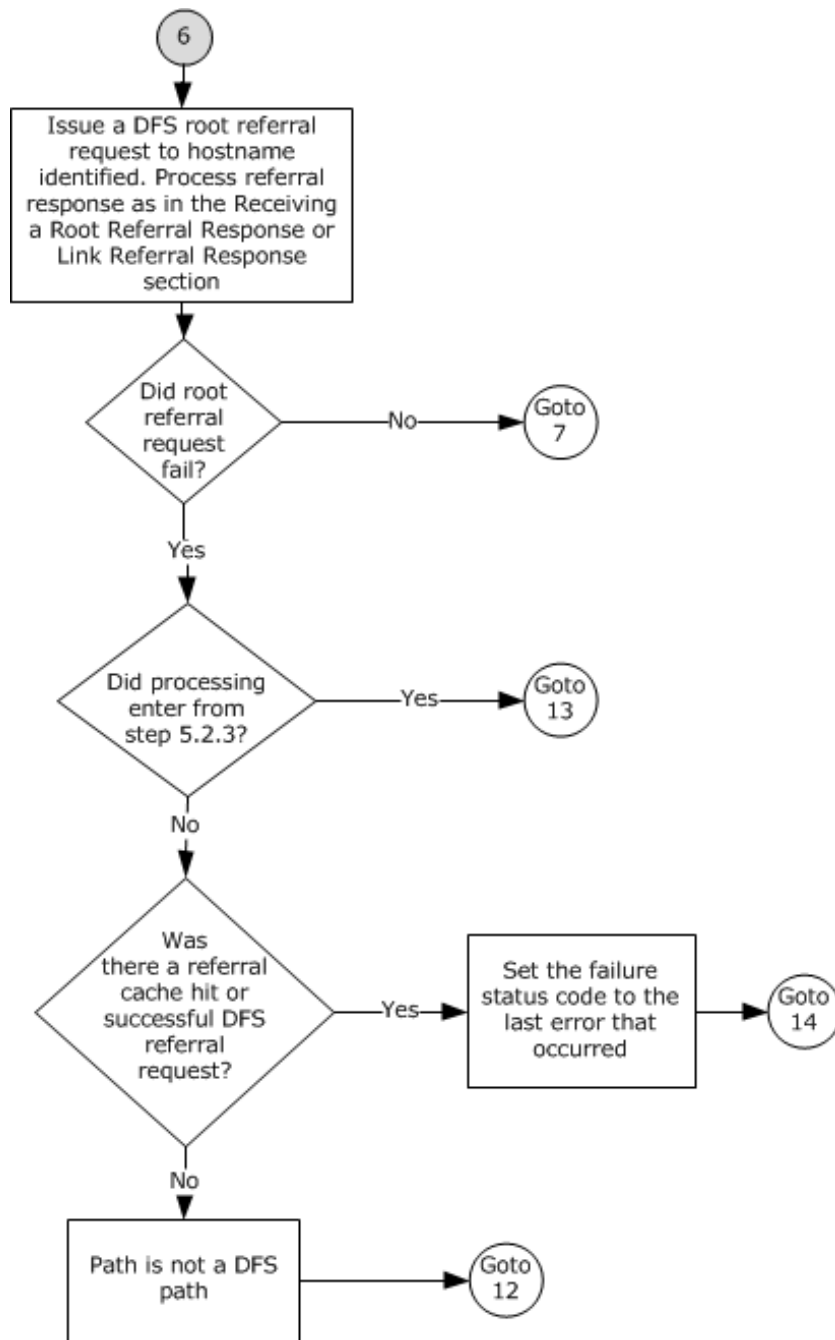 6
Issue a DFS root referral
request to hostname
identified. Process referral
response as in the Receiving
a Root Referral Response or
Link Referral Response
section
Did root
referral
request
fail?
No
Goto
7
Yes
Did processing
enter from
step 5.2.3?
Yes
Goto
13
No
Was
there a referral
cache hit or
successful DFS
referral
request?
Yes
Set the failure
status code to the
last error that
occurred
Goto
14
No
Path is not a DFS
path
Goto
12